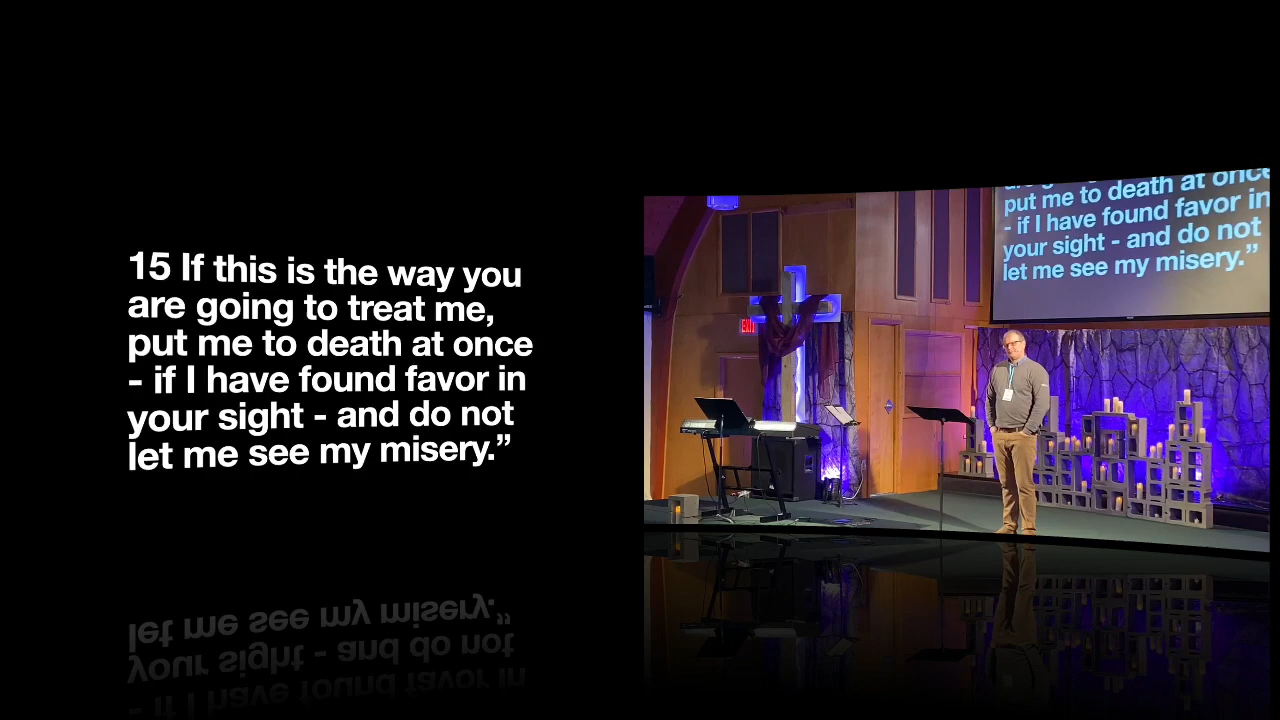 15 If this is the way you
are going to treat me,
put me to death at once
- if I have found favor in
your sight - and do not
let me see my misery.”
put me to death at once
- if I have found favor in
your sight - and do not
let me see my misery.”